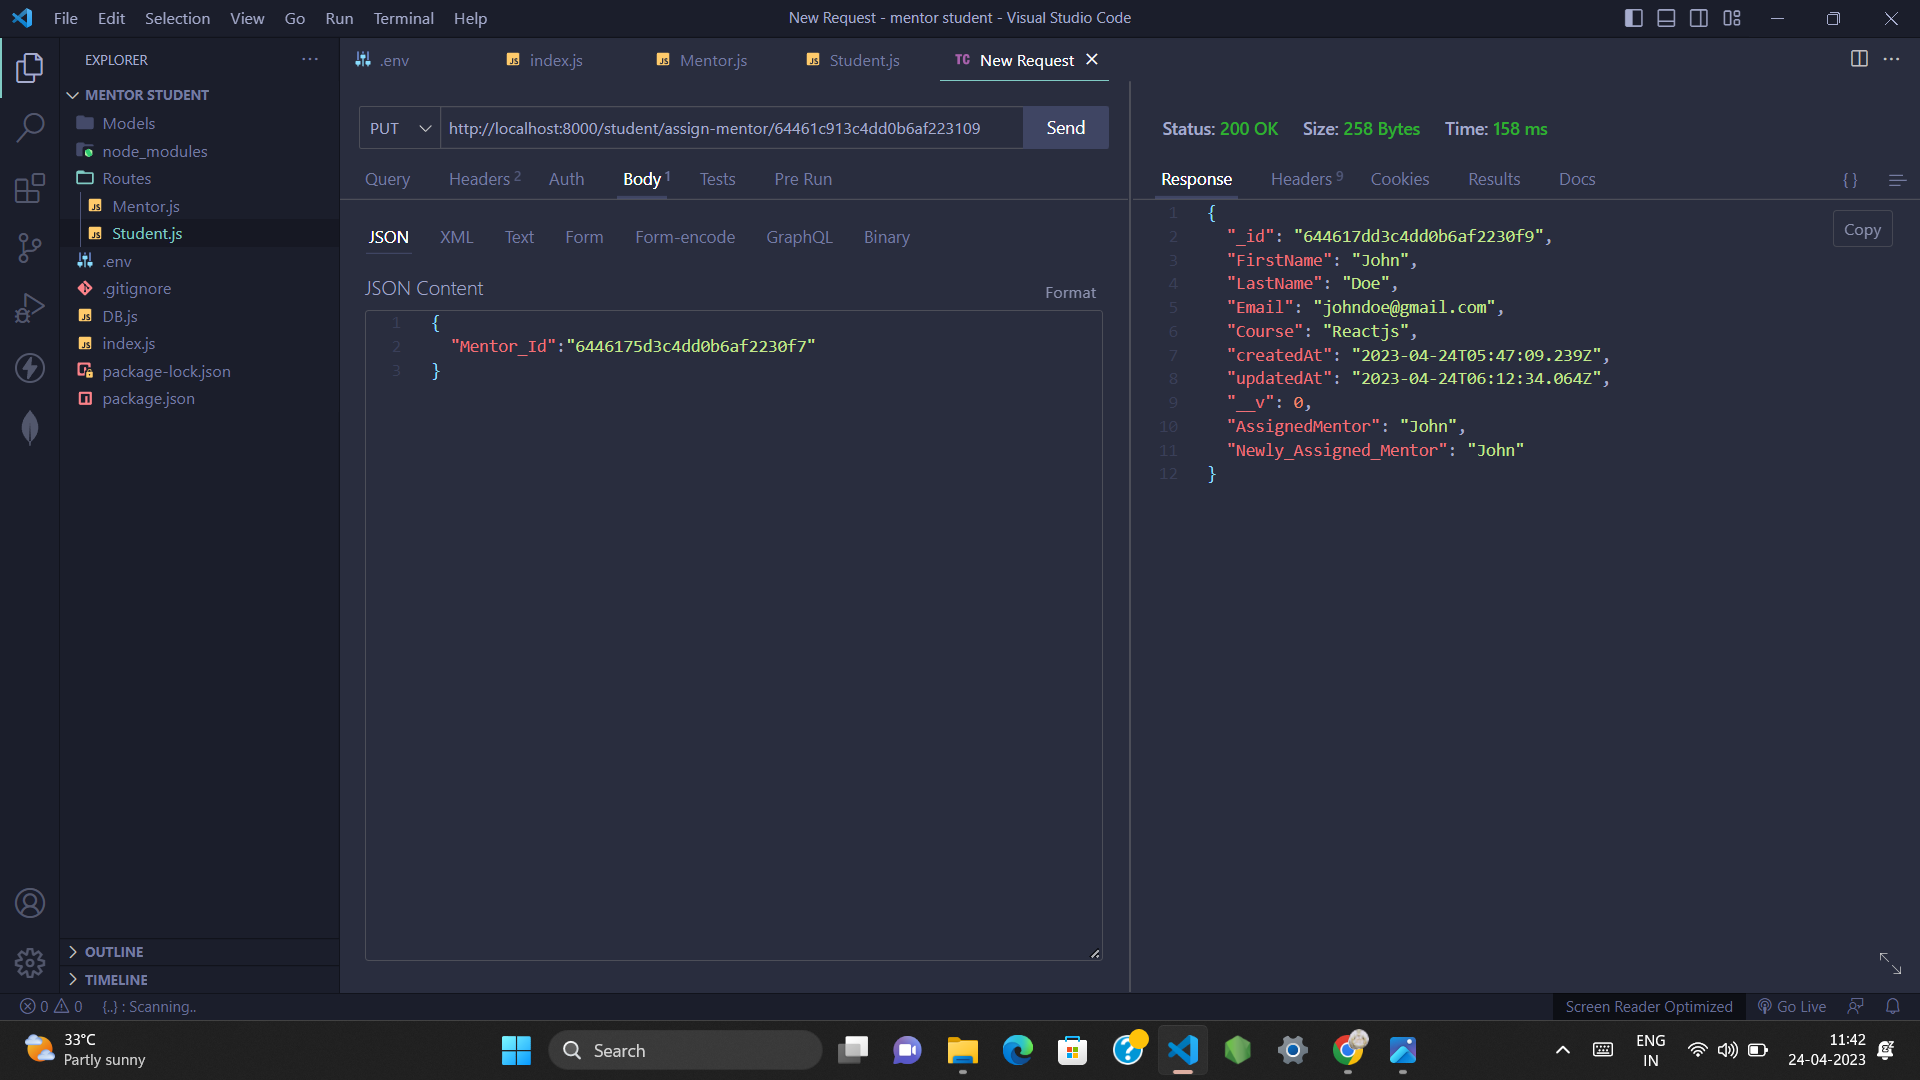 File Edit Selection View Go Run Terminal Help
New Request - mentor student - Visual Studio Code
EXPLORER
MENTOR STUDENT
Models
node_modules
Routes
Mentor.js
Student.js
.env
.gitignore
DB.js
index.js
package-lock.json
package.json
OUTLINE
TIMELINE
.env
index.js
Mentor.js
Student.js
TC New Request
PUT
http://localhost:8000/student/assign-mentor/64461c913c4dd0b6af223109
Send
Query Headers 2 Auth Body 1 Tests Pre Run
JSON XML Text Form Form-encode GraphQL Binary
JSON Content
Format
1 {
2 "Mentor_Id":"6446175d3c4dd0b6af2230f7"
3 }
Status: 200 OK Size: 258 Bytes Time: 158 ms
Response Headers 9 Cookies Results Docs
{ }
Copy
1 {
2 "_id": "644617dd3c4dd0b6af2230f9",
3 "FirstName": "John",
4 "LastName": "Doe",
5 "Email": "johndoe@gmail.com",
6 "Course": "Reactjs",
7 "createdAt": "2023-04-24T05:47:09.239Z",
8 "updatedAt": "2023-04-24T06:12:34.064Z",
9 "__v": 0,
10 "AssignedMentor": "John",
11 "Newly_Assigned_Mentor": "John"
12 }
0 0 {..} : Scanning..
Screen Reader Optimized Go Live
33°C
Partly sunny
Search
ENG
IN
11:42
24-04-2023